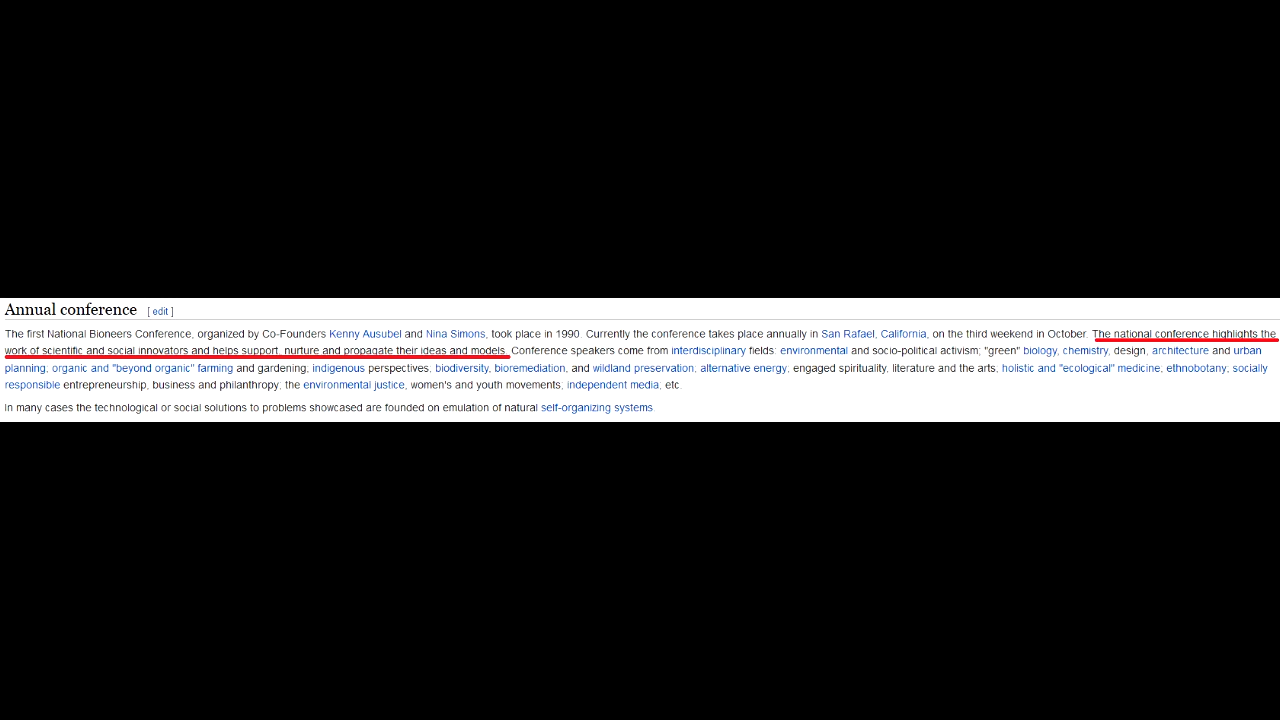 Annual conference [ edit ]
The first National Bioneers Conference, organized by Co-Founders Kenny Ausubel and Nina Simons, took place in 1990. Currently the conference takes place annually in San Rafael, California, on the third weekend in October. The national conference highlights the
work of scientific and social innovators and helps support, nurture and propagate their ideas and models. Conference speakers come from interdisciplinary fields: environmental and socio-political activism; "green" biology, chemistry, design, architecture and urban
planning; organic and "beyond organic" farming and gardening; indigenous perspectives; biodiversity, bioremediation, and wildland preservation; alternative energy; engaged spirituality, literature and the arts; holistic and "ecological" medicine; ethnobotany; socially
responsible entrepreneurship, business and philanthropy; the environmental justice, women's and youth movements; independent media; etc.
In many cases the technological or social solutions to problems showcased are founded on emulation of natural self-organizing systems.